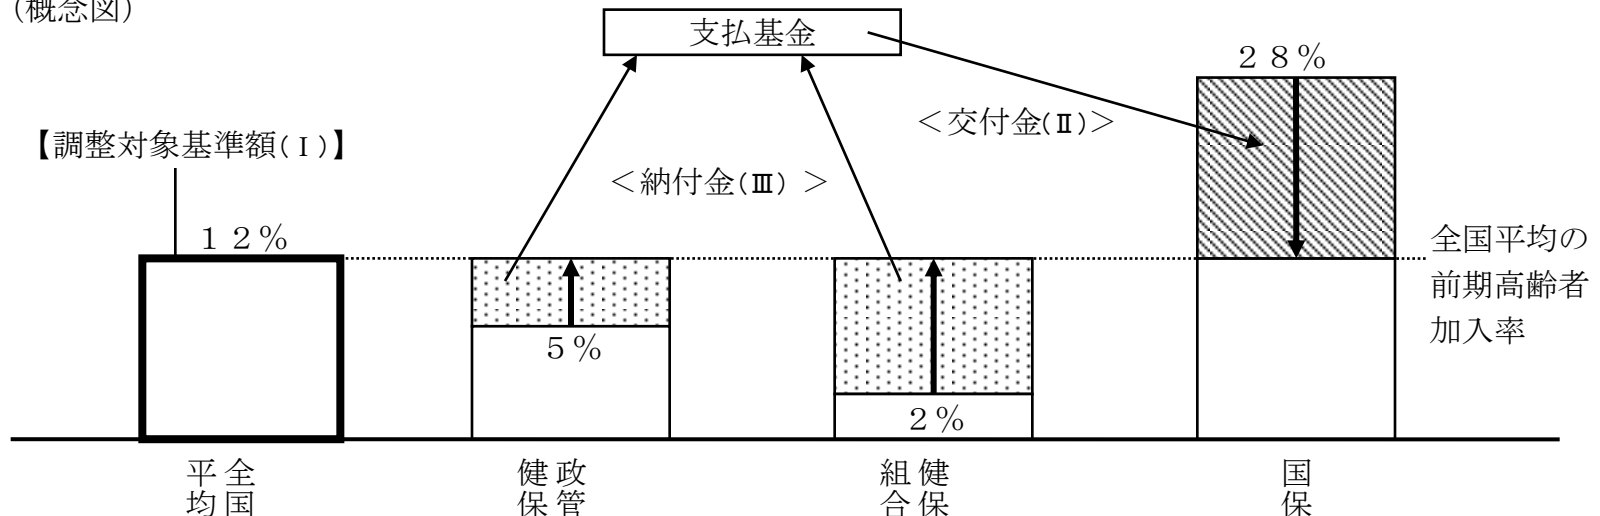 (概念図)
支払基金
28%
<交付金(Ⅱ)>
【調整対象基準額(Ⅰ)】
<納付金(Ⅲ) >
12%
全国平均の
前期高齢者
加入率
5%
2%
全国
平均
政管
健保
健保
組合
国保